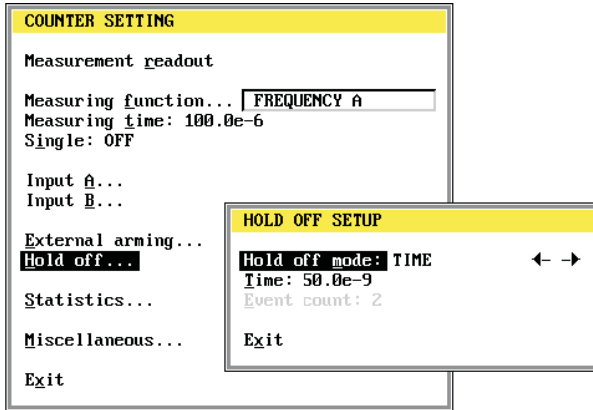 COUNTER SETTING
Measurement readout
Measuring function... FREQUENCY A
Measuring time: 100.0e-6
Single: OFF
Input A...
Input B...
External arming...
Hold off...
Statistics...
Miscellaneous...
Exit
HOLD OFF SETUP
Hold off mode: TIME
Time: 50.0e-9
Event count: 2
Exit